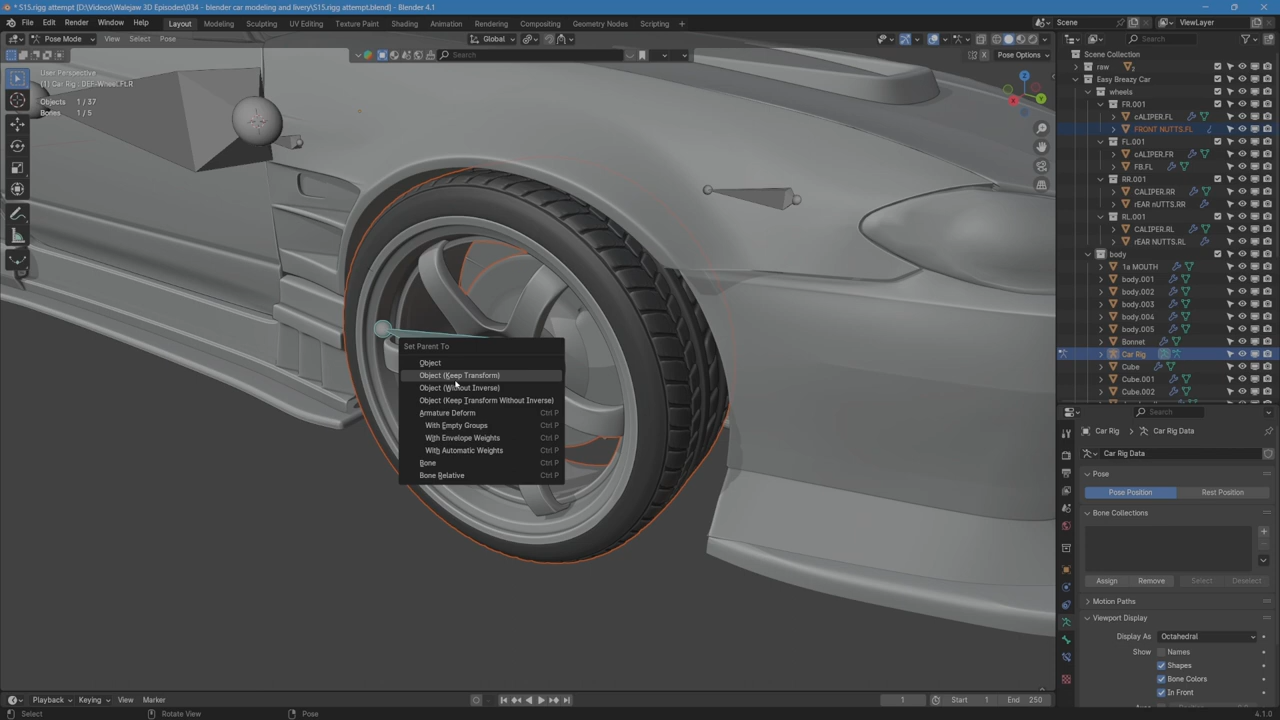 * S15.rigg attempt [D:\Videos\Walejaw 3D Episodes\034 - blender car modeling and livery\S15.rigg attempt.blend] - Blender 4.1
File Edit Render Window Help
Layout Modeling Sculpting UV Editing Texture Paint Shading Animation Rendering Compositing Geometry Nodes Scripting +
Scene
ViewLayer
Pose Mode View Select Pose
Global
Search
Search
Pose Options
User Perspective
(1) Car Rig : DEF-Wheel.Ft.R
Objects 1 / 37
Bones 1 / 5
Z
Y
X
Set Parent To
Object
Object (Keep Transform)
Object (Without Inverse)
Object (Keep Transform Without Inverse)
Armature Deform Ctrl P
With Empty Groups Ctrl P
With Envelope Weights Ctrl P
With Automatic Weights Ctrl P
Bone Ctrl P
Bone Relative Ctrl P
Scene Collection
raw
Easy Breazy Car
wheels
FR.001
cALIPER.FL
FRONT NUTTS.FL
FL.001
cALIPER.FR
FB.FL
RR.001
CALIPER.RR
rEAR nUTTS.RR
RL.001
CALIPER.RL
rEAR NUTTS.RL
body
1a MOUTH
body.001
body.002
body.003
body.004
body.005
Bonnet
Car Rig
Cube
Cube.001
Cube.002
Search
Car Rig > Car Rig Data
Car Rig Data
Pose
Pose Position Rest Position
Bone Collections
Assign Remove Select Deselect
Motion Paths
Viewport Display
Display As Octahedral
Show Names
Shapes
Bone Colors
In Front
Playback Keying View Marker
1
Start 1
End 250
Select
Rotate View
Pose
4.1.0